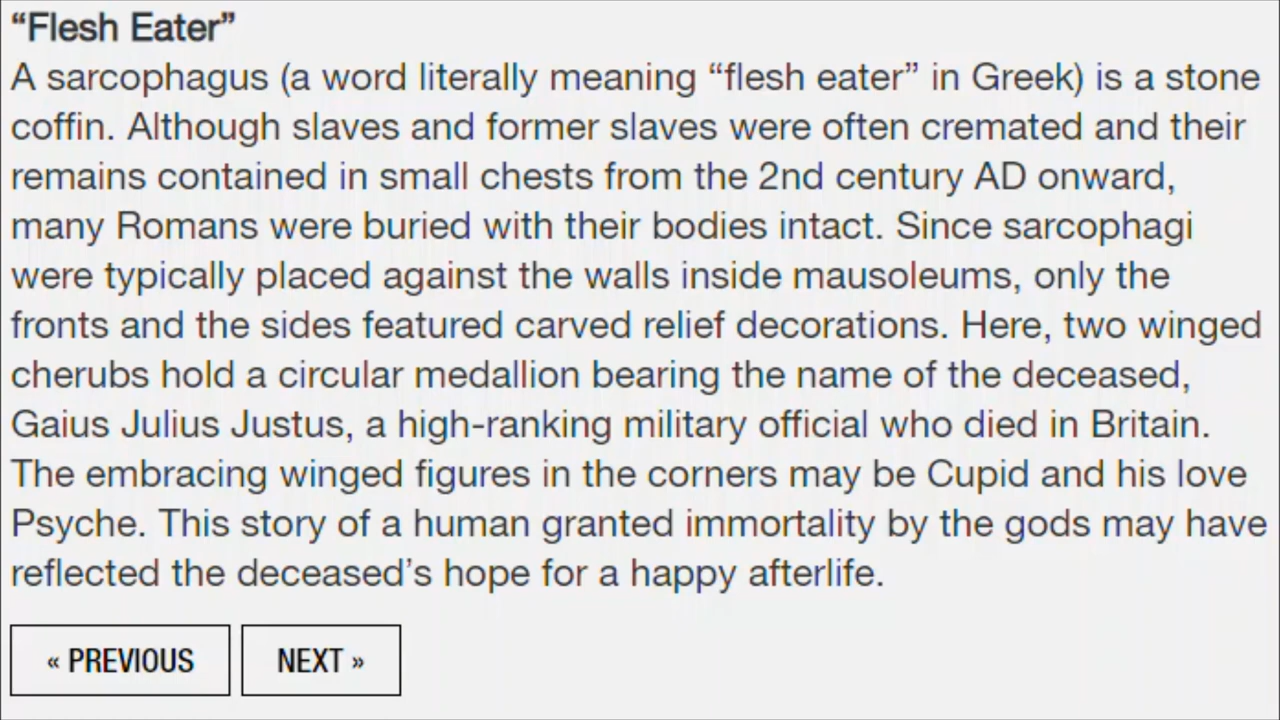 “Flesh Eater”
A sarcophagus (a word literally meaning “flesh eater” in Greek) is a stone
coffin. Although slaves and former slaves were often cremated and their
remains contained in small chests from the 2nd century AD onward,
many Romans were buried with their bodies intact. Since sarcophagi
were typically placed against the walls inside mausoleums, only the
fronts and the sides featured carved relief decorations. Here, two winged
cherubs hold a circular medallion bearing the name of the deceased,
Gaius Julius Justus, a high-ranking military official who died in Britain.
The embracing winged figures in the corners may be Cupid and his love
Psyche. This story of a human granted immortality by the gods may have
reflected the deceased’s hope for a happy afterlife.
« PREVIOUS NEXT »